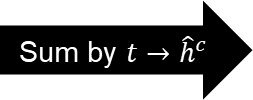 Sum by t → ĥᶜ